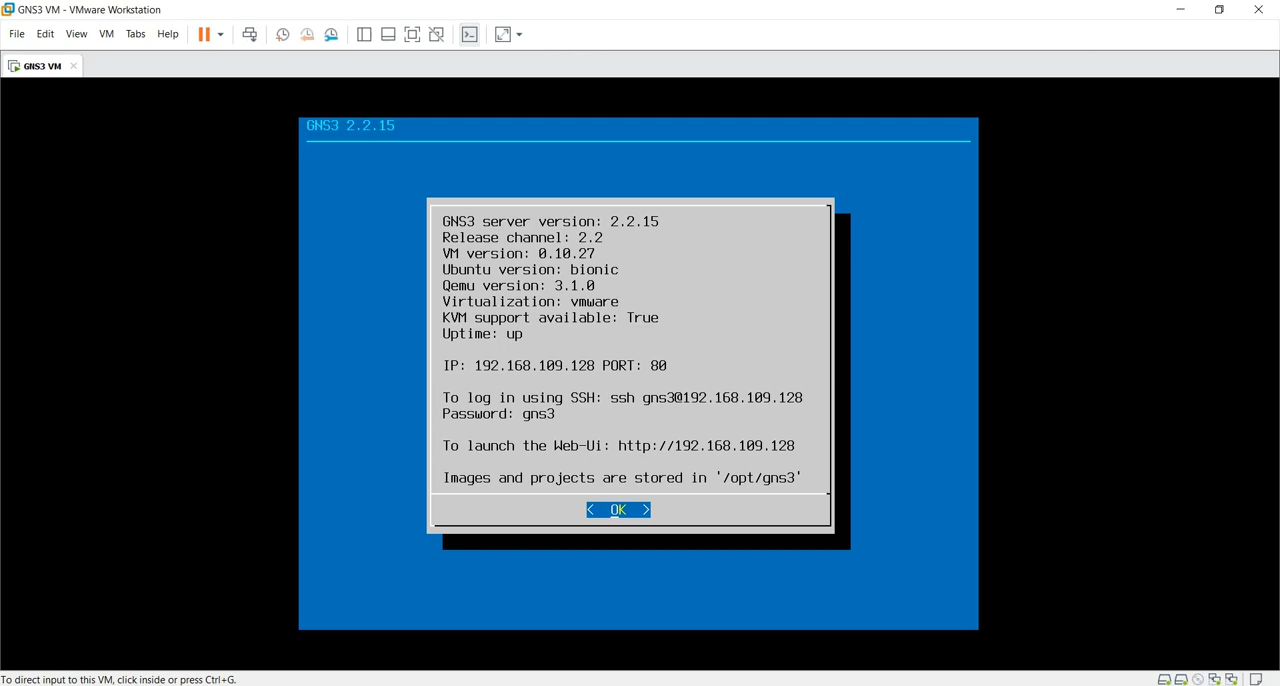 GNS3 VM - VMware Workstation
File Edit View VM Tabs Help
GNS3 VM
GNS3 2.2.15
GNS3 server version: 2.2.15
Release channel: 2.2
VM version: 0.10.27
Ubuntu version: bionic
Qemu version: 3.1.0
Virtualization: vmware
KVM support available: True
Uptime: up
IP: 192.168.109.128 PORT: 80
To log in using SSH: ssh gns3@192.168.109.128
Password: gns3
To launch the Web-Ui: http://192.168.109.128
Images and projects are stored in '/opt/gns3'
< OK >
To direct input to this VM, click inside or press Ctrl+G.